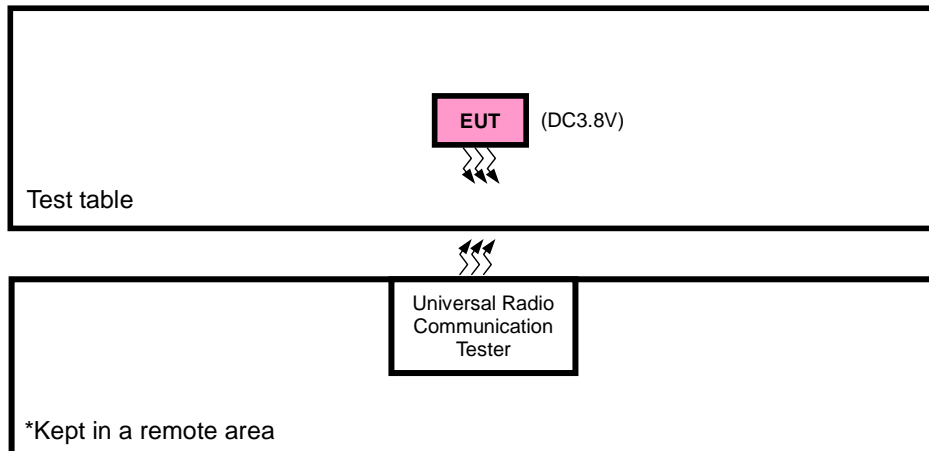 EUT
(DC3.8V)
Test table
Universal Radio
Communication
Tester
*Kept in a remote area